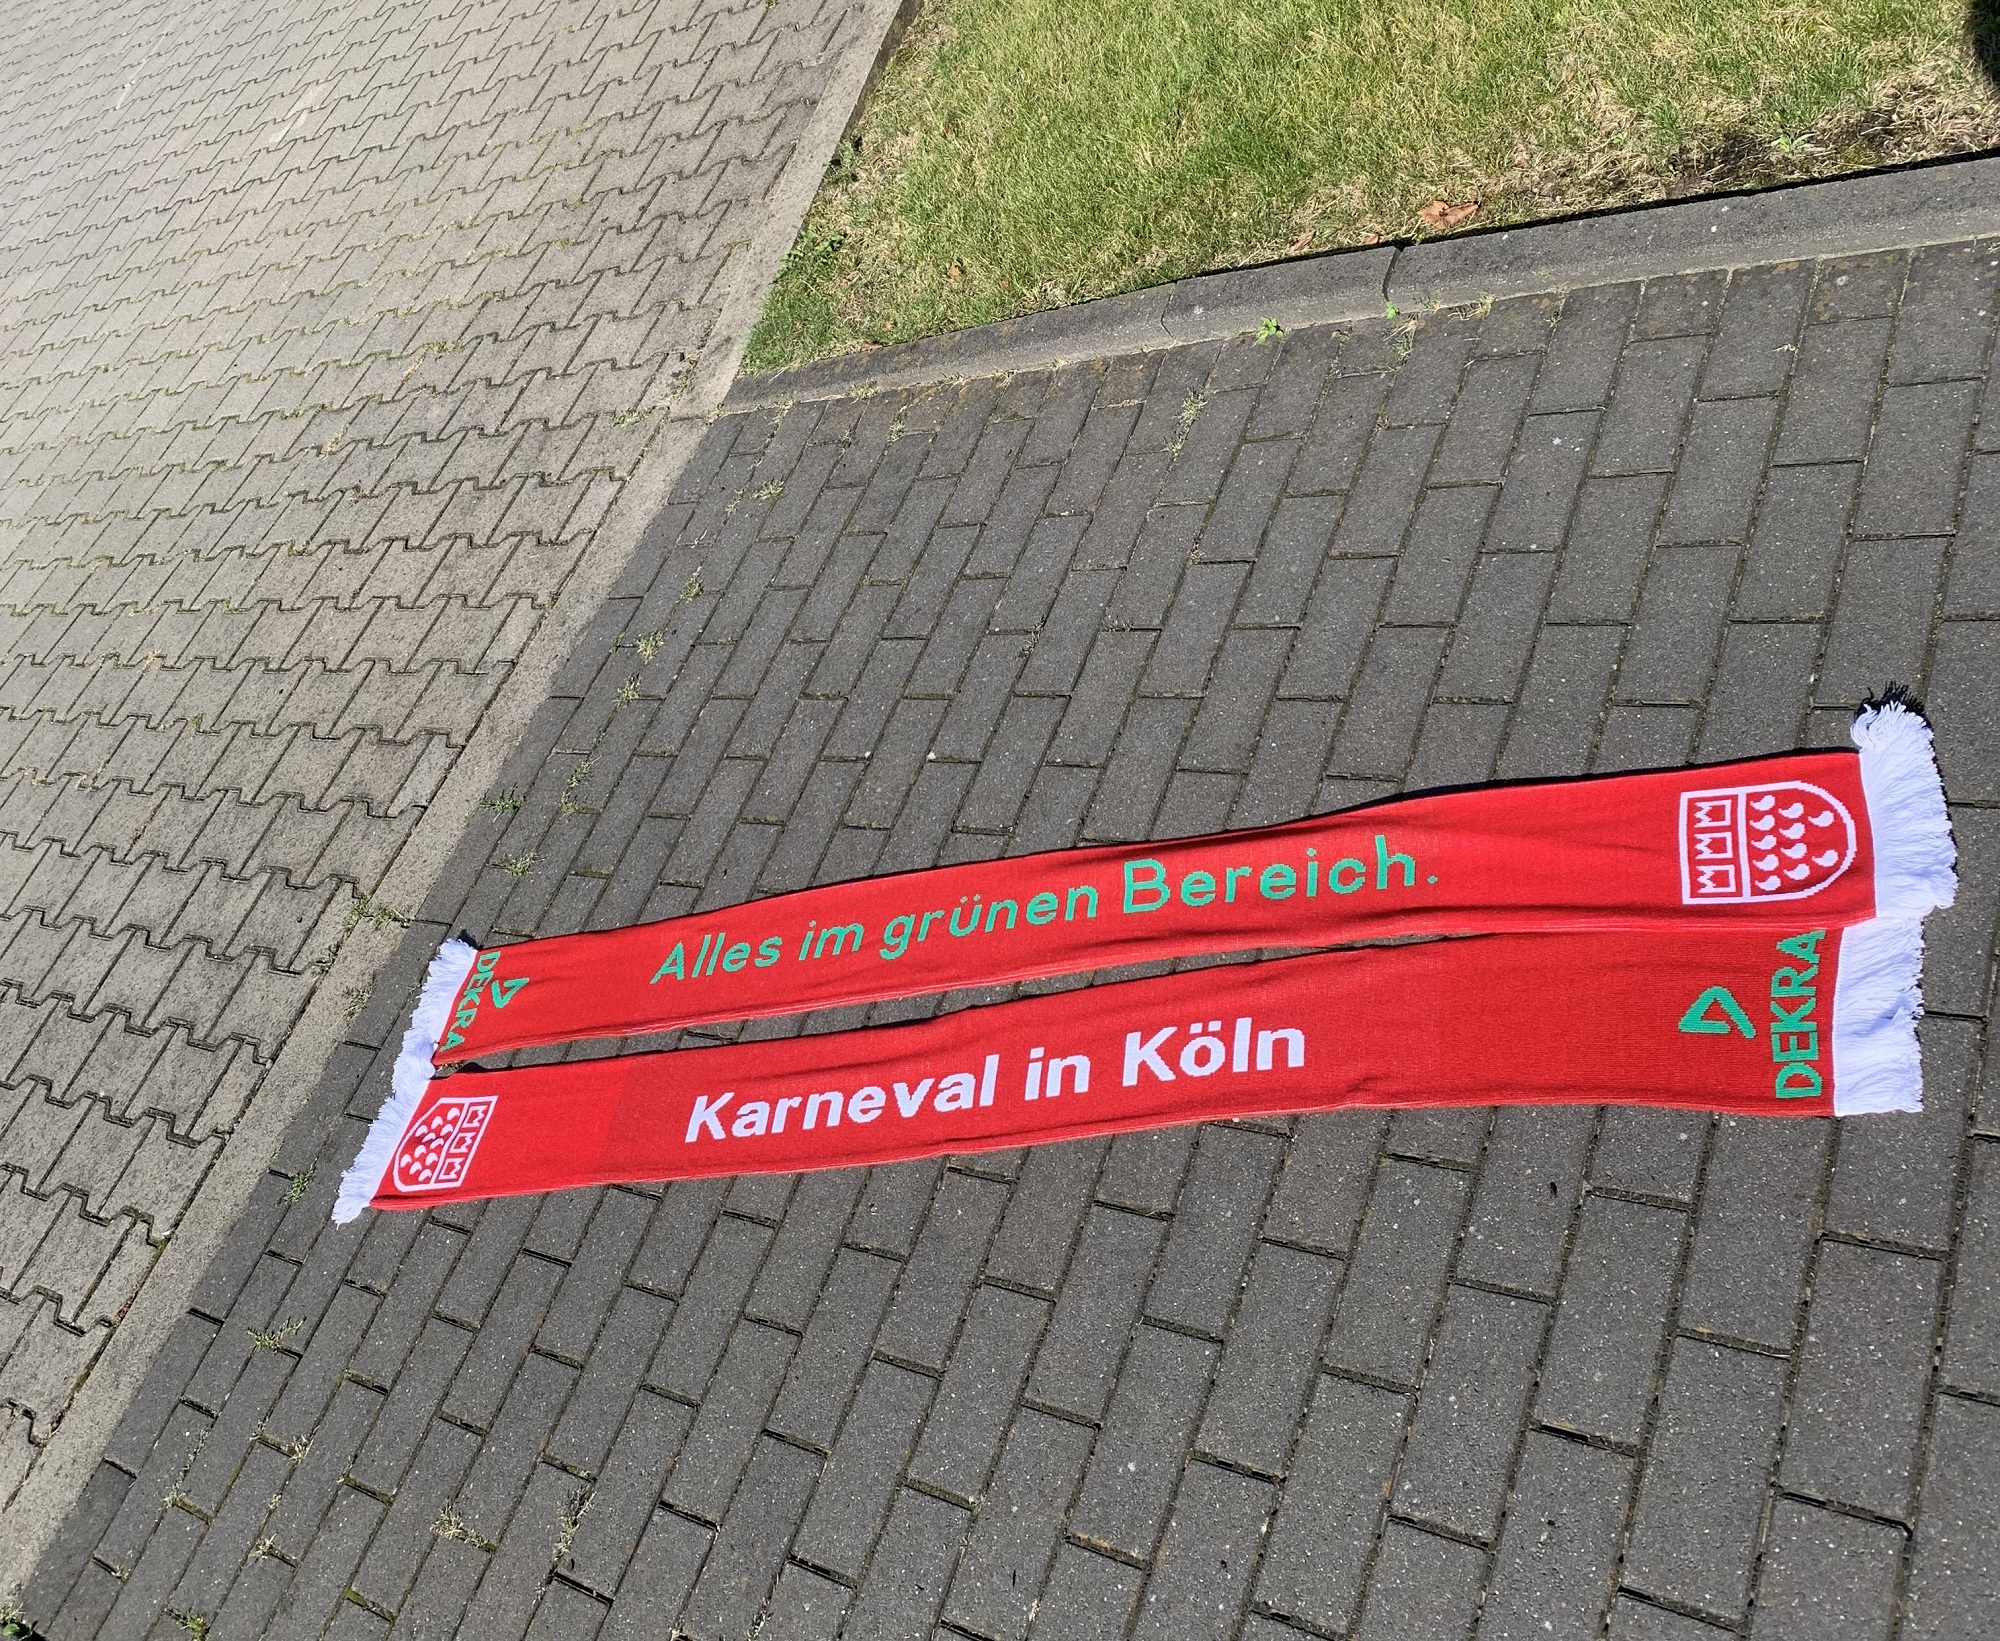 DEKRA
Alles im grünen Bereich.
Karneval in Köln
DEKRA